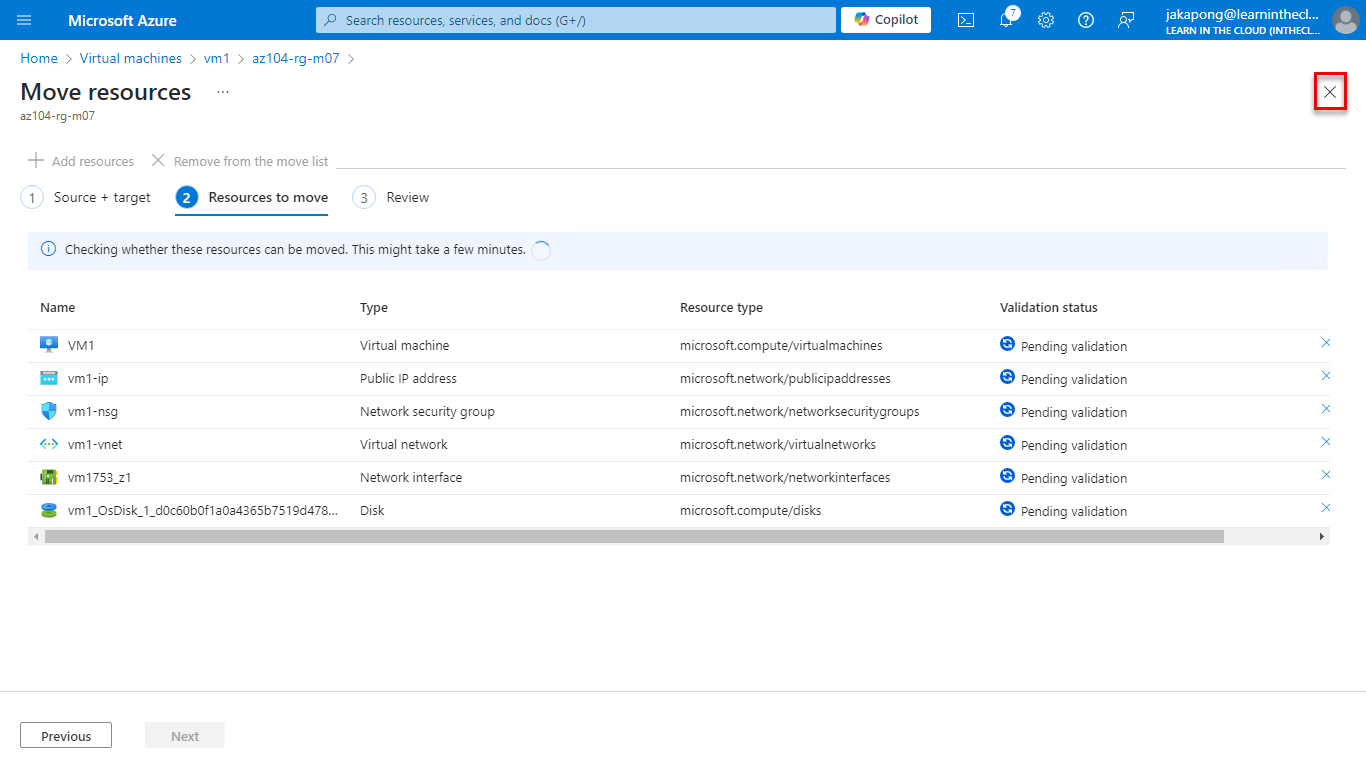 Microsoft Azure
Search resources, services, and docs (G+/)
Copilot
7
jakapong@learninthecl...
LEARN IN THE CLOUD (INTHECL...
Home > Virtual machines > vm1 > az104-rg-m07 >
Move resources ...
az104-rg-m07
Add resources
Remove from the move list
1 Source + target
2 Resources to move
3 Review
Checking whether these resources can be moved. This might take a few minutes.
Name Type Resource type Validation status
VM1 Virtual machine microsoft.compute/virtualmachines Pending validation
vm1-ip Public IP address microsoft.network/publicipaddresses Pending validation
vm1-nsg Network security group microsoft.network/networksecuritygroups Pending validation
vm1-vnet Virtual network microsoft.network/virtualnetworks Pending validation
vm1753_z1 Network interface microsoft.network/networkinterfaces Pending validation
vm1_OsDisk_1_d0c60b0f1a0a4365b7519d478... Disk microsoft.compute/disks Pending validation
Previous
Next